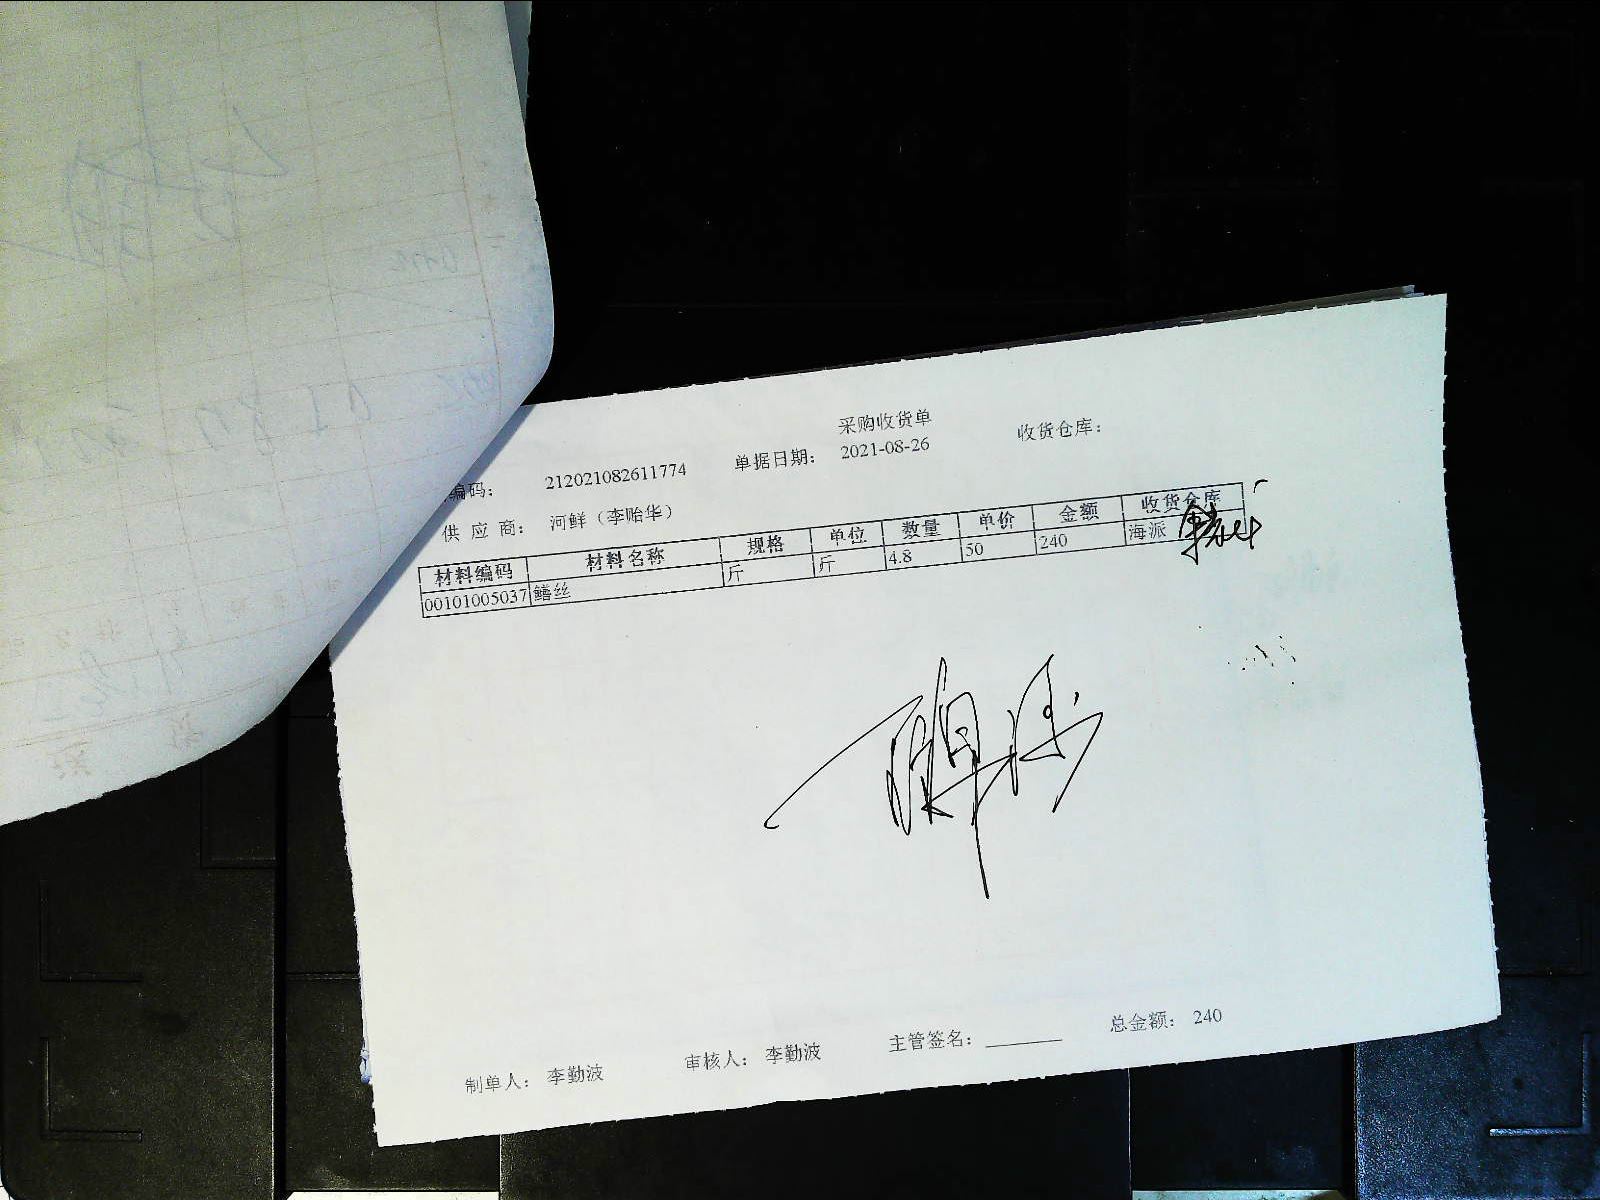 采购收货单
编码： 212021082611774 单据日期： 2021-08-26 收货仓库：
供 应 商： 河鲜（李贻华）
材料编码 材料名称 规格 单位 数量 单价 金额 收货仓库
00101005037 鳝丝 斤 斤 4.8 50 240 海派
制单人： 李勤波 审核人： 李勤波 主管签名： 总金额： 240